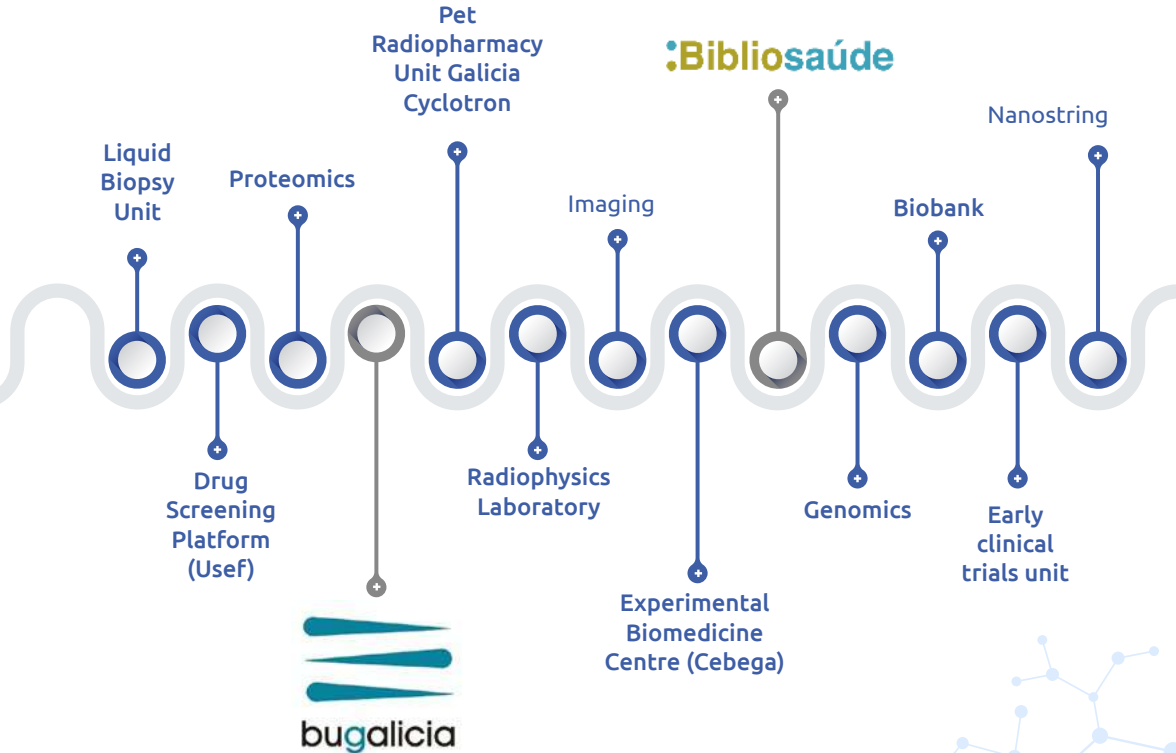 Liquid
Biopsy
Unit
Drug
Screening
Platform
(Usef)
Proteomics
bugalicia
Pet
Radiopharmacy
Unit Galicia
Cyclotron
Radiophysics
Laboratory
Imaging
Experimental
Biomedicine
Centre (Cebega)
:Bibliosaúde
Genomics
Biobank
Early
clinical
trials unit
Nanostring